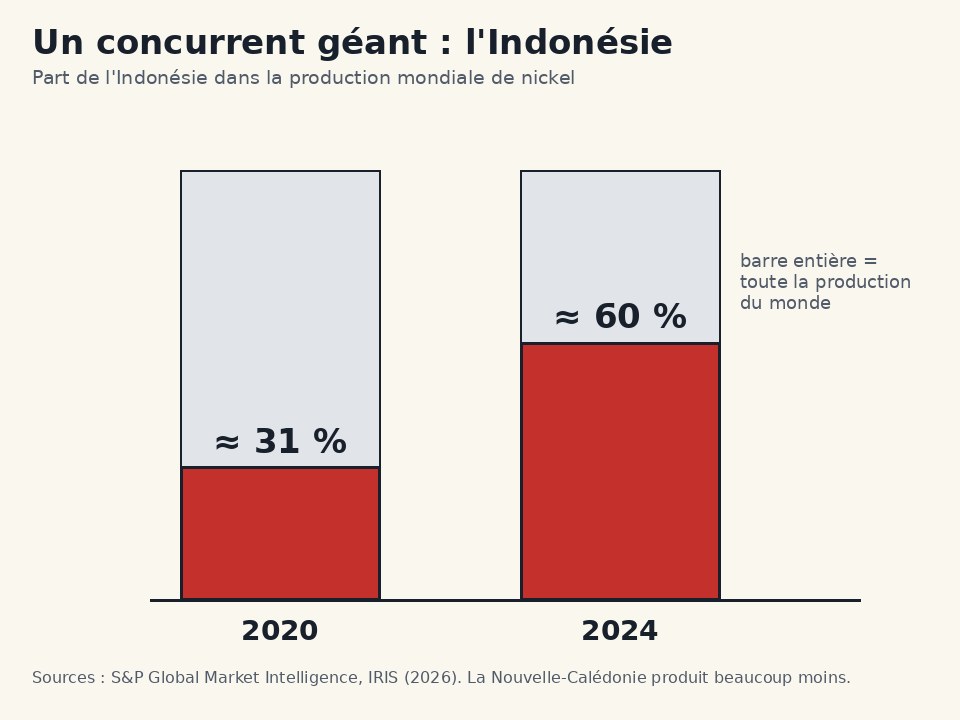 Un concurrent géant : l'Indonésie
Part de l'Indonésie dans la production mondiale de nickel
barre entière =
toute la production
du monde
≈ 60 %
≈ 31 %
2020
2024
Sources : S&P Global Market Intelligence, IRIS (2026). La Nouvelle-Calédonie produit beaucoup moins.